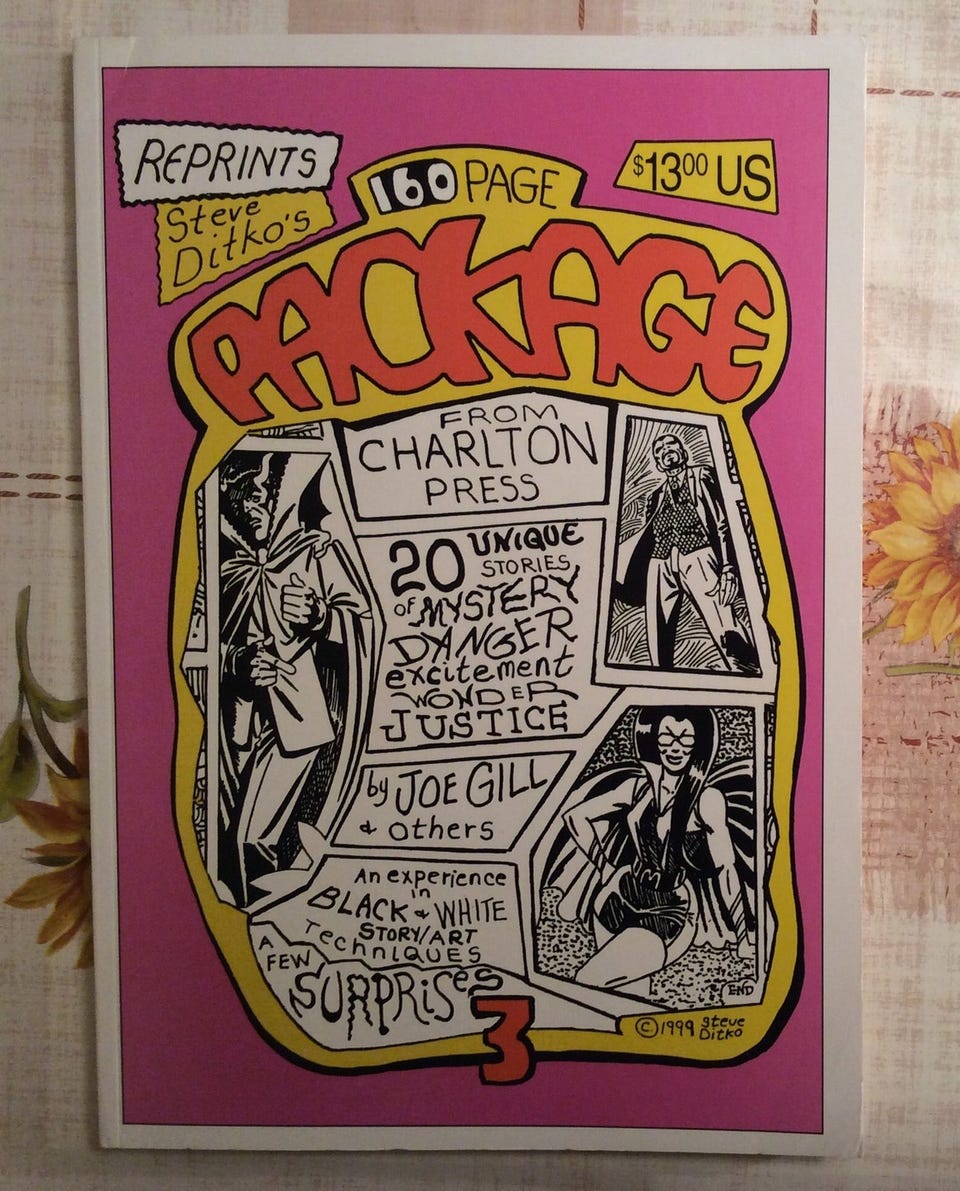 REPRINTS
Steve
Ditko's
160 PAGE
$1300 US
PACKAGE
FROM
CHARLTON
PRESS
20 UNIQUE
STORIES
of MYSTERY
DANGER
excitement
WONDER
JUSTICE
by JOE GILL
& others
An experience
in
BLACK & WHITE
STORY/ART
Techniques
A
FEW
SURPRISES
3
END
© 1999 Steve
Ditko